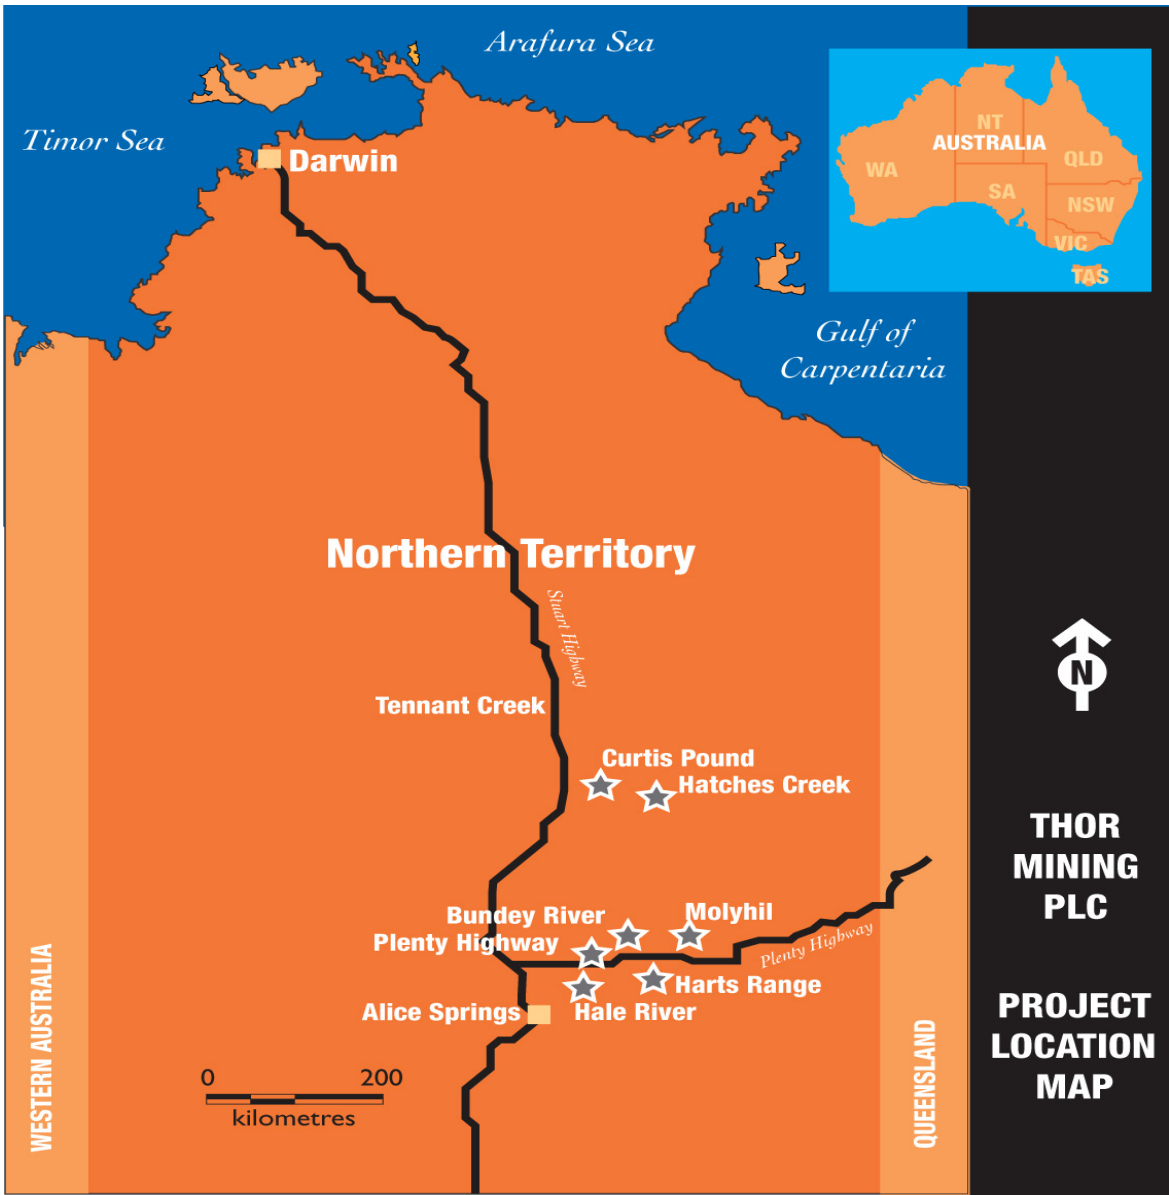 Arafura Sea
Timor Sea
Darwin
NT
AUSTRALIA
WA
QLD
SA
NSW
VIC
TAS
Gulf of
Carpentaria
Northern Territory
Stuart Highway
N
Tennant Creek
Curtis Pound
Hatches Creek
THOR
MINING
PLC
Bundey River
Molyhil
Plenty Highway
Plenty Highway
Harts Range
Alice Springs
Hale River
PROJECT
LOCATION
MAP
WESTERN AUSTRALIA
QUEENSLAND
0 200
kilometres